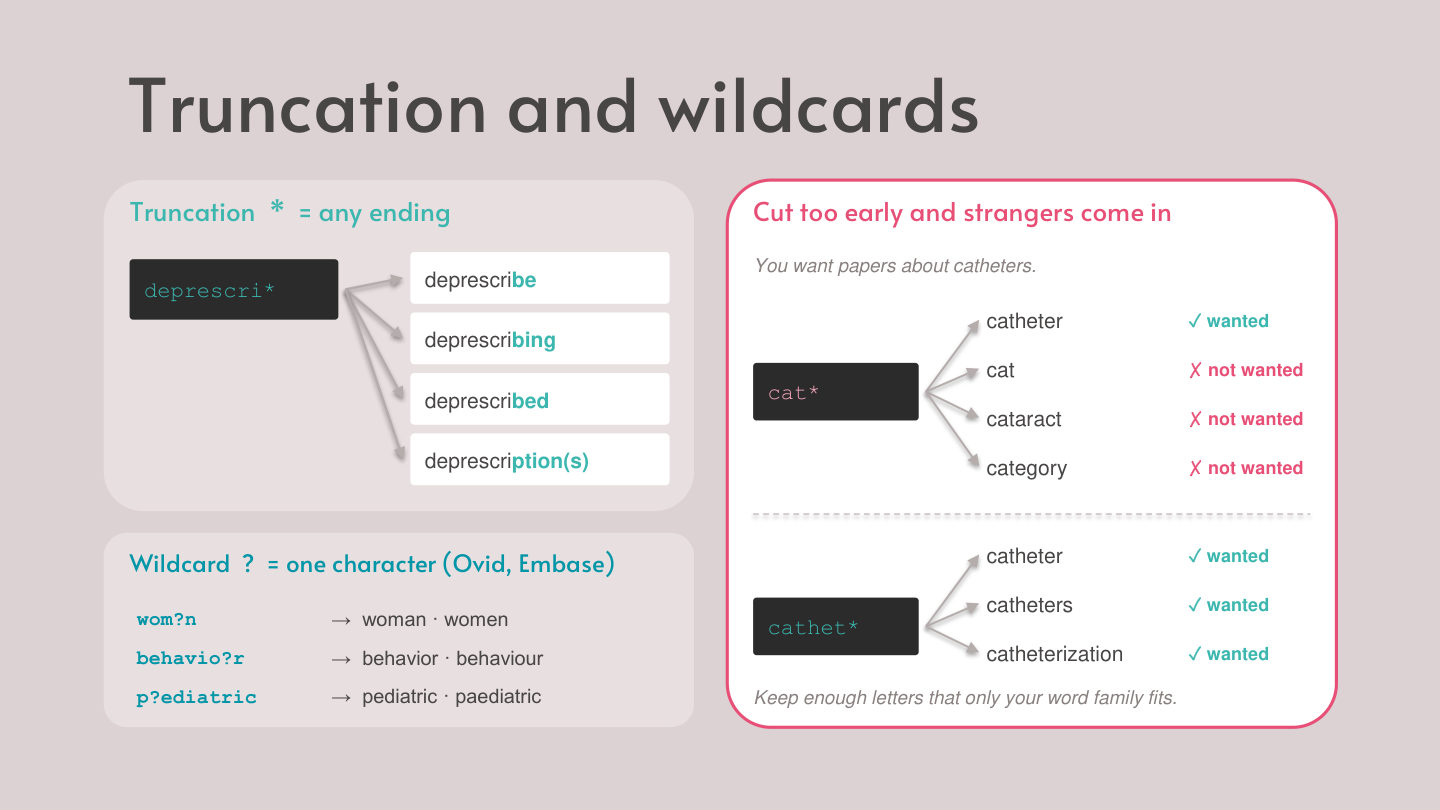 Truncation and wildcards
Truncation * = any ending
deprescri*
deprescribe
deprescribing
deprescribed
deprescription(s)
Wildcard ? = one character (Ovid, Embase)
wom?n → woman · women
behavio?r → behavior · behaviour
p?ediatric → pediatric · paediatric
Cut too early and strangers come in
You want papers about catheters.
cat*
catheter ✓ wanted
cat ✗ not wanted
cataract ✗ not wanted
category ✗ not wanted
cathet*
catheter ✓ wanted
catheters ✓ wanted
catheterization ✓ wanted
Keep enough letters that only your word family fits.